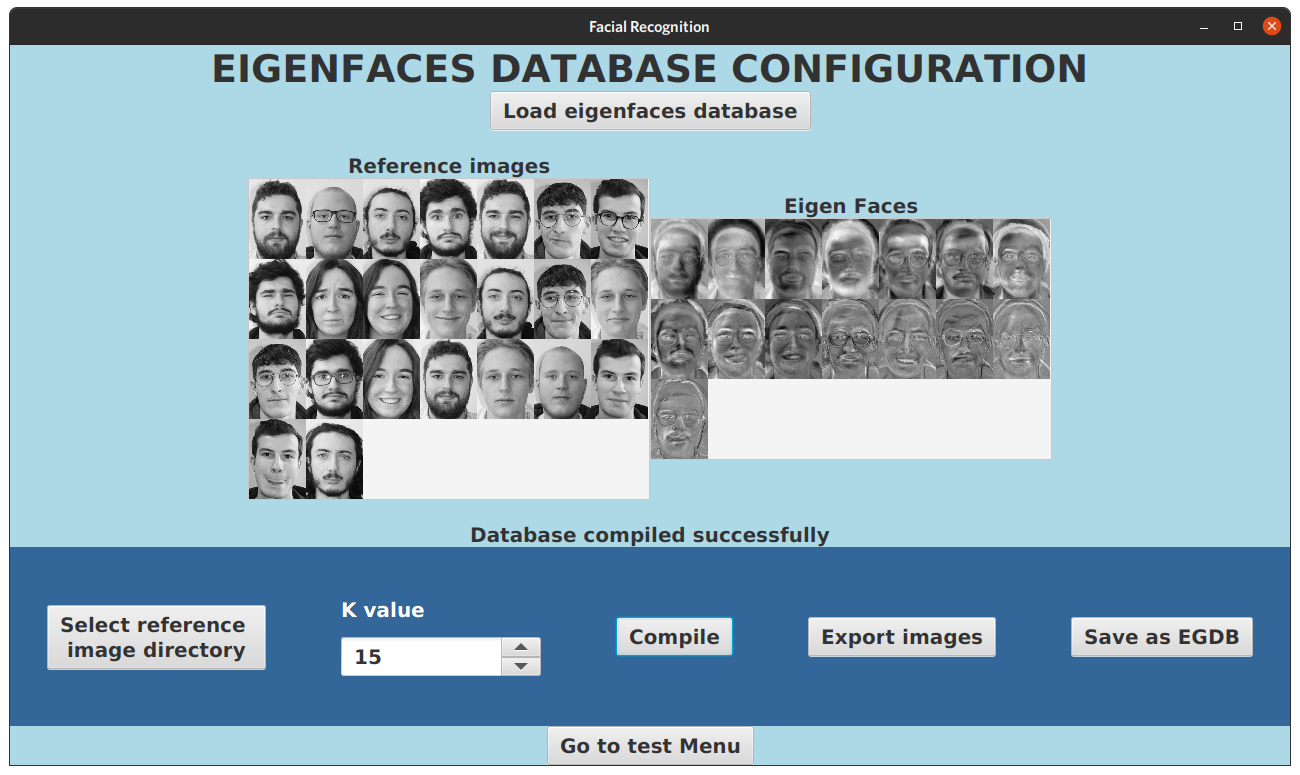 Facial Recognition
EIGENFACES DATABASE CONFIGURATION
Load eigenfaces database
Reference images
Eigen Faces
Database compiled successfully
Select reference
image directory
K value
15
Compile
Export images
Save as EGDB
Go to test Menu